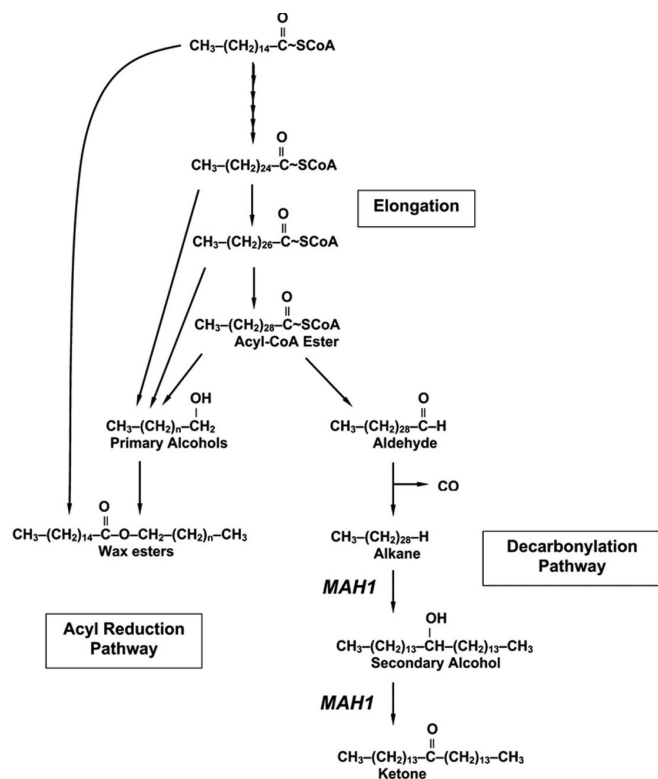 O
||
CH₃–(CH₂)₁₄–C~SCoA
O
||
CH₃–(CH₂)₂₄–C~SCoA
Elongation
CH₃–(CH₂)₂₆–C~SCoA
O
||
CH₃–(CH₂)₂₈–C~SCoA
Acyl-CoA Ester
OH
CH₃–(CH₂)ₙ–CH₂
Primary Alcohols
O
||
CH₃–(CH₂)₂₈–C–H
Aldehyde
CO
O
||
CH₃–(CH₂)₁₄–C–O–CH₂–(CH₂)ₙ–CH₃
Wax esters
CH₃–(CH₂)₂₈–H
Alkane
Decarbonylation
Pathway
MAH1
Acyl Reduction
Pathway
OH
CH₃–(CH₂)₁₃–CH–(CH₂)₁₃–CH₃
Secondary Alcohol
MAH1
O
||
CH₃–(CH₂)₁₃–C–(CH₂)₁₃–CH₃
Ketone